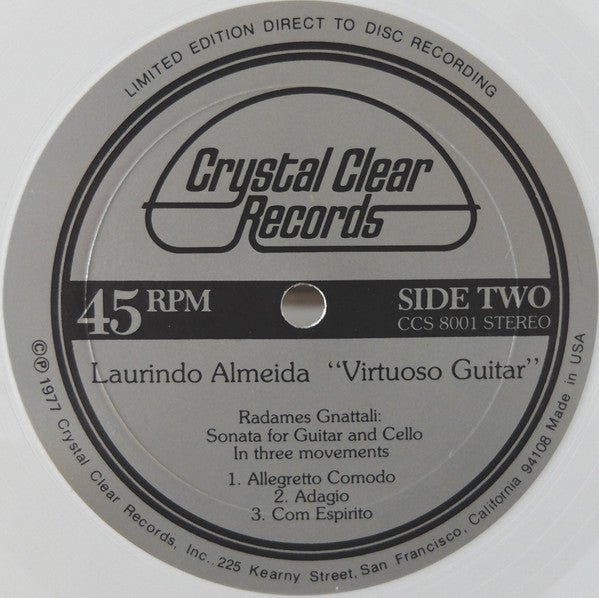 LIMITED EDITION DIRECT TO DISC RECORDING
Crystal Clear
Records
45 RPM
SIDE TWO
CCS 8001 STEREO
Laurindo Almeida "Virtuoso Guitar"
Radames Gnattali:
Sonata for Guitar and Cello
In three movements
1. Allegretto Comodo
2. Adagio
3. Com Espirito
©℗ 1977 Crystal Clear Records, Inc., 225 Kearny Street, San Francisco, California 94108 Made in USA